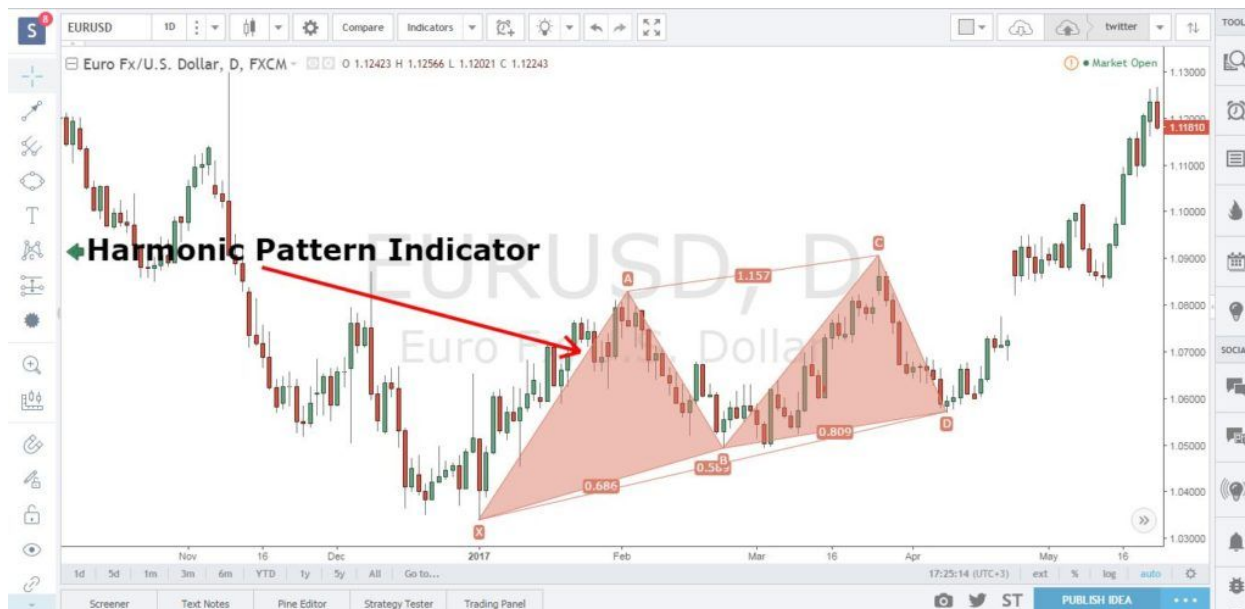 S
8
EURUSD
1D
Compare
Indicators
twitter
TOOL
Euro Fx/U.S. Dollar, D, FXCM
O 1.12423 H 1.12566 L 1.12021 C 1.12243
Market Open
1.13000
1.12000
1.11810
1.11000
1.10000
Harmonic Pattern Indicator
EURUSD, D
Euro Fx/U.S. Dollar
1.09000
1.08000
1.07000
1.06000
1.05000
1.04000
1.03000
C
1.157
A
SOCIA
D
0.809
B
0.589
0.686
X
Nov
16
Dec
2017
Feb
Mar
16
Apr
May
16
1d
5d
1m
3m
6m
YTD
1y
5y
All
Go to...
17:25:14 (UTC+3)
ext
%
log
auto
Screener
Text Notes
Pine Editor
Strategy Tester
Trading Panel
ST
PUBLISH IDEA